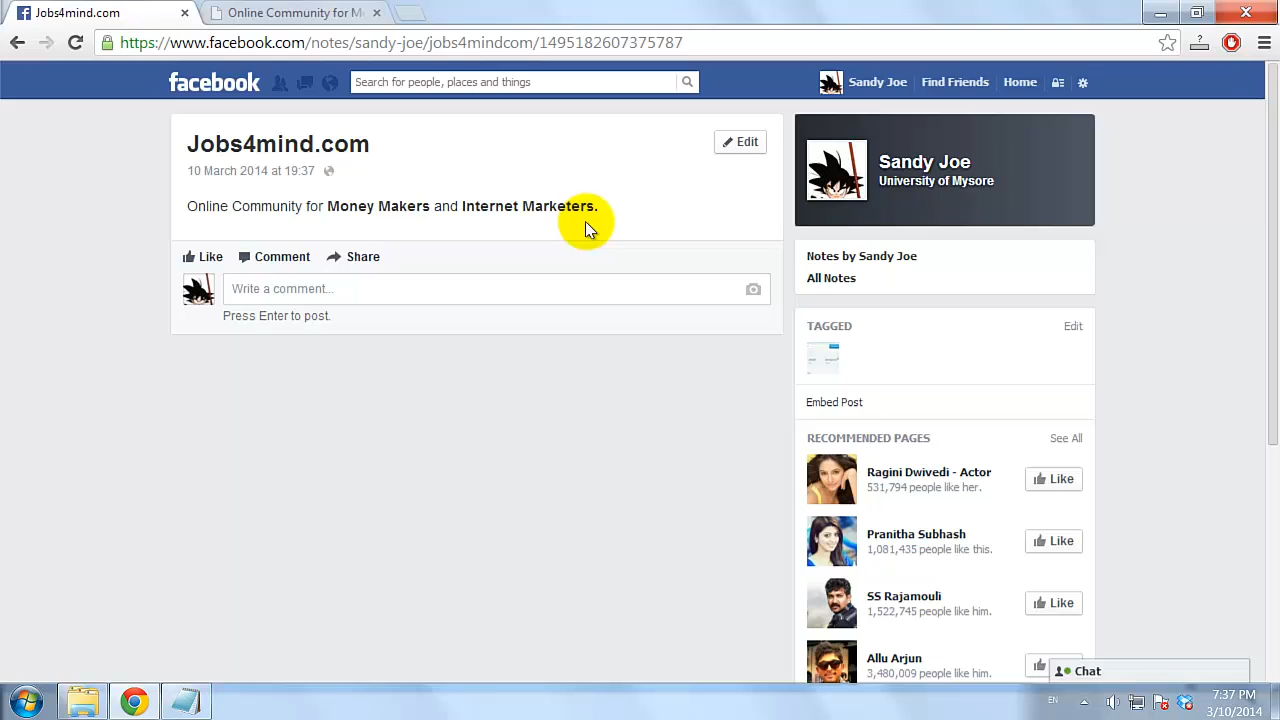 Jobs4mind.com
Online Community for M
https://www.facebook.com/notes/sandy-joe/jobs4mindcom/1495182607375787
facebook
Search for people, places and things
Sandy Joe
Find Friends
Home
Jobs4mind.com
Edit
10 March 2014 at 19:37
Online Community for Money Makers and Internet Marketers.
Like
Comment
Share
Write a comment...
Press Enter to post.
Sandy Joe
University of Mysore
Notes by Sandy Joe
All Notes
TAGGED
Edit
Embed Post
RECOMMENDED PAGES
See All
Ragini Dwivedi - Actor
531,794 people like her.
Like
Pranitha Subhash
1,081,435 people like this.
Like
SS Rajamouli
1,522,745 people like him.
Like
Allu Arjun
3,480,009 people like him.
Chat
EN
7:37 PM
3/10/2014